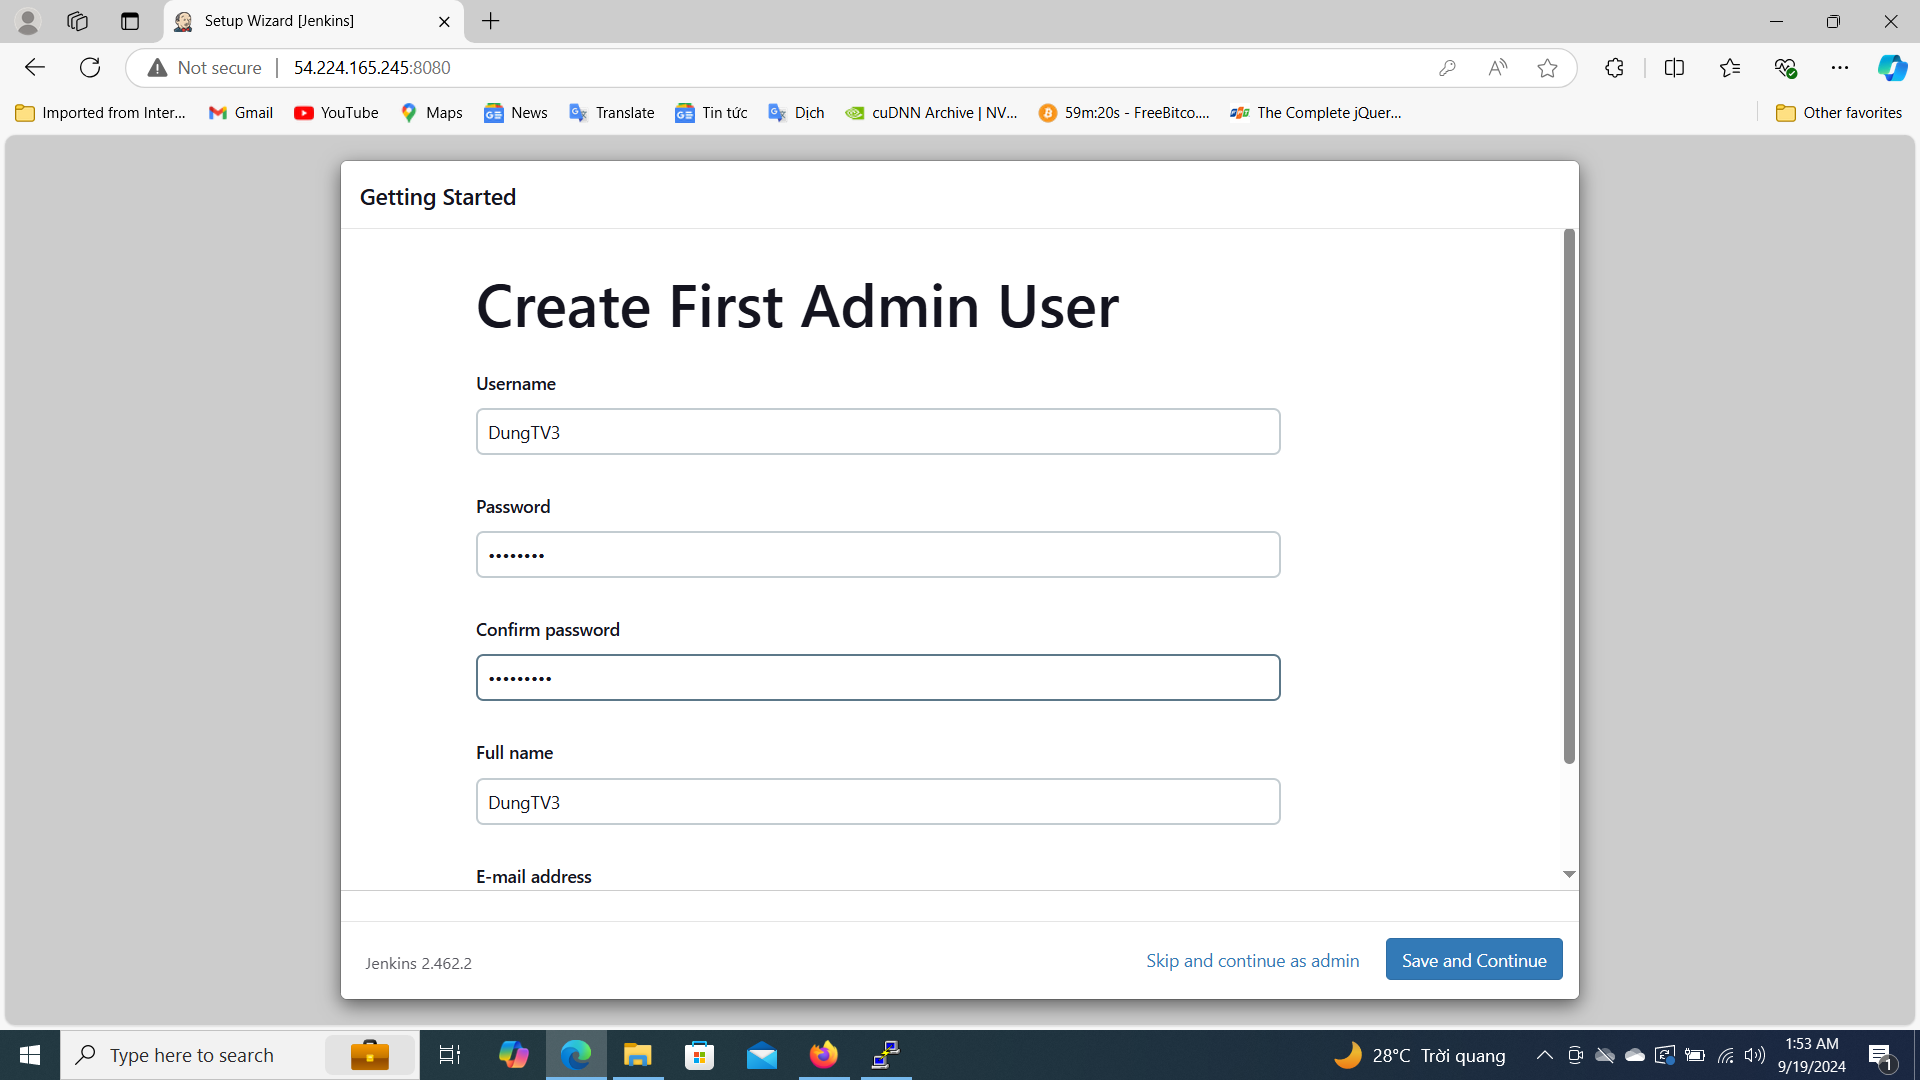 Setup Wizard [Jenkins]
Not secure
54.224.165.245:8080
Imported from Inter...
Gmail
YouTube
Maps
News
Translate
Tin tức
Dịch
cuDNN Archive | NV...
59m:20s - FreeBitco....
The Complete jQuer...
Other favorites
Getting Started
Create First Admin User
Username
DungTV3
Password
••••••••
Confirm password
•••••••••
Full name
DungTV3
E-mail address
Jenkins 2.462.2
Skip and continue as admin
Save and Continue
Type here to search
28°C Trời quang
1:53 AM
9/19/2024
1